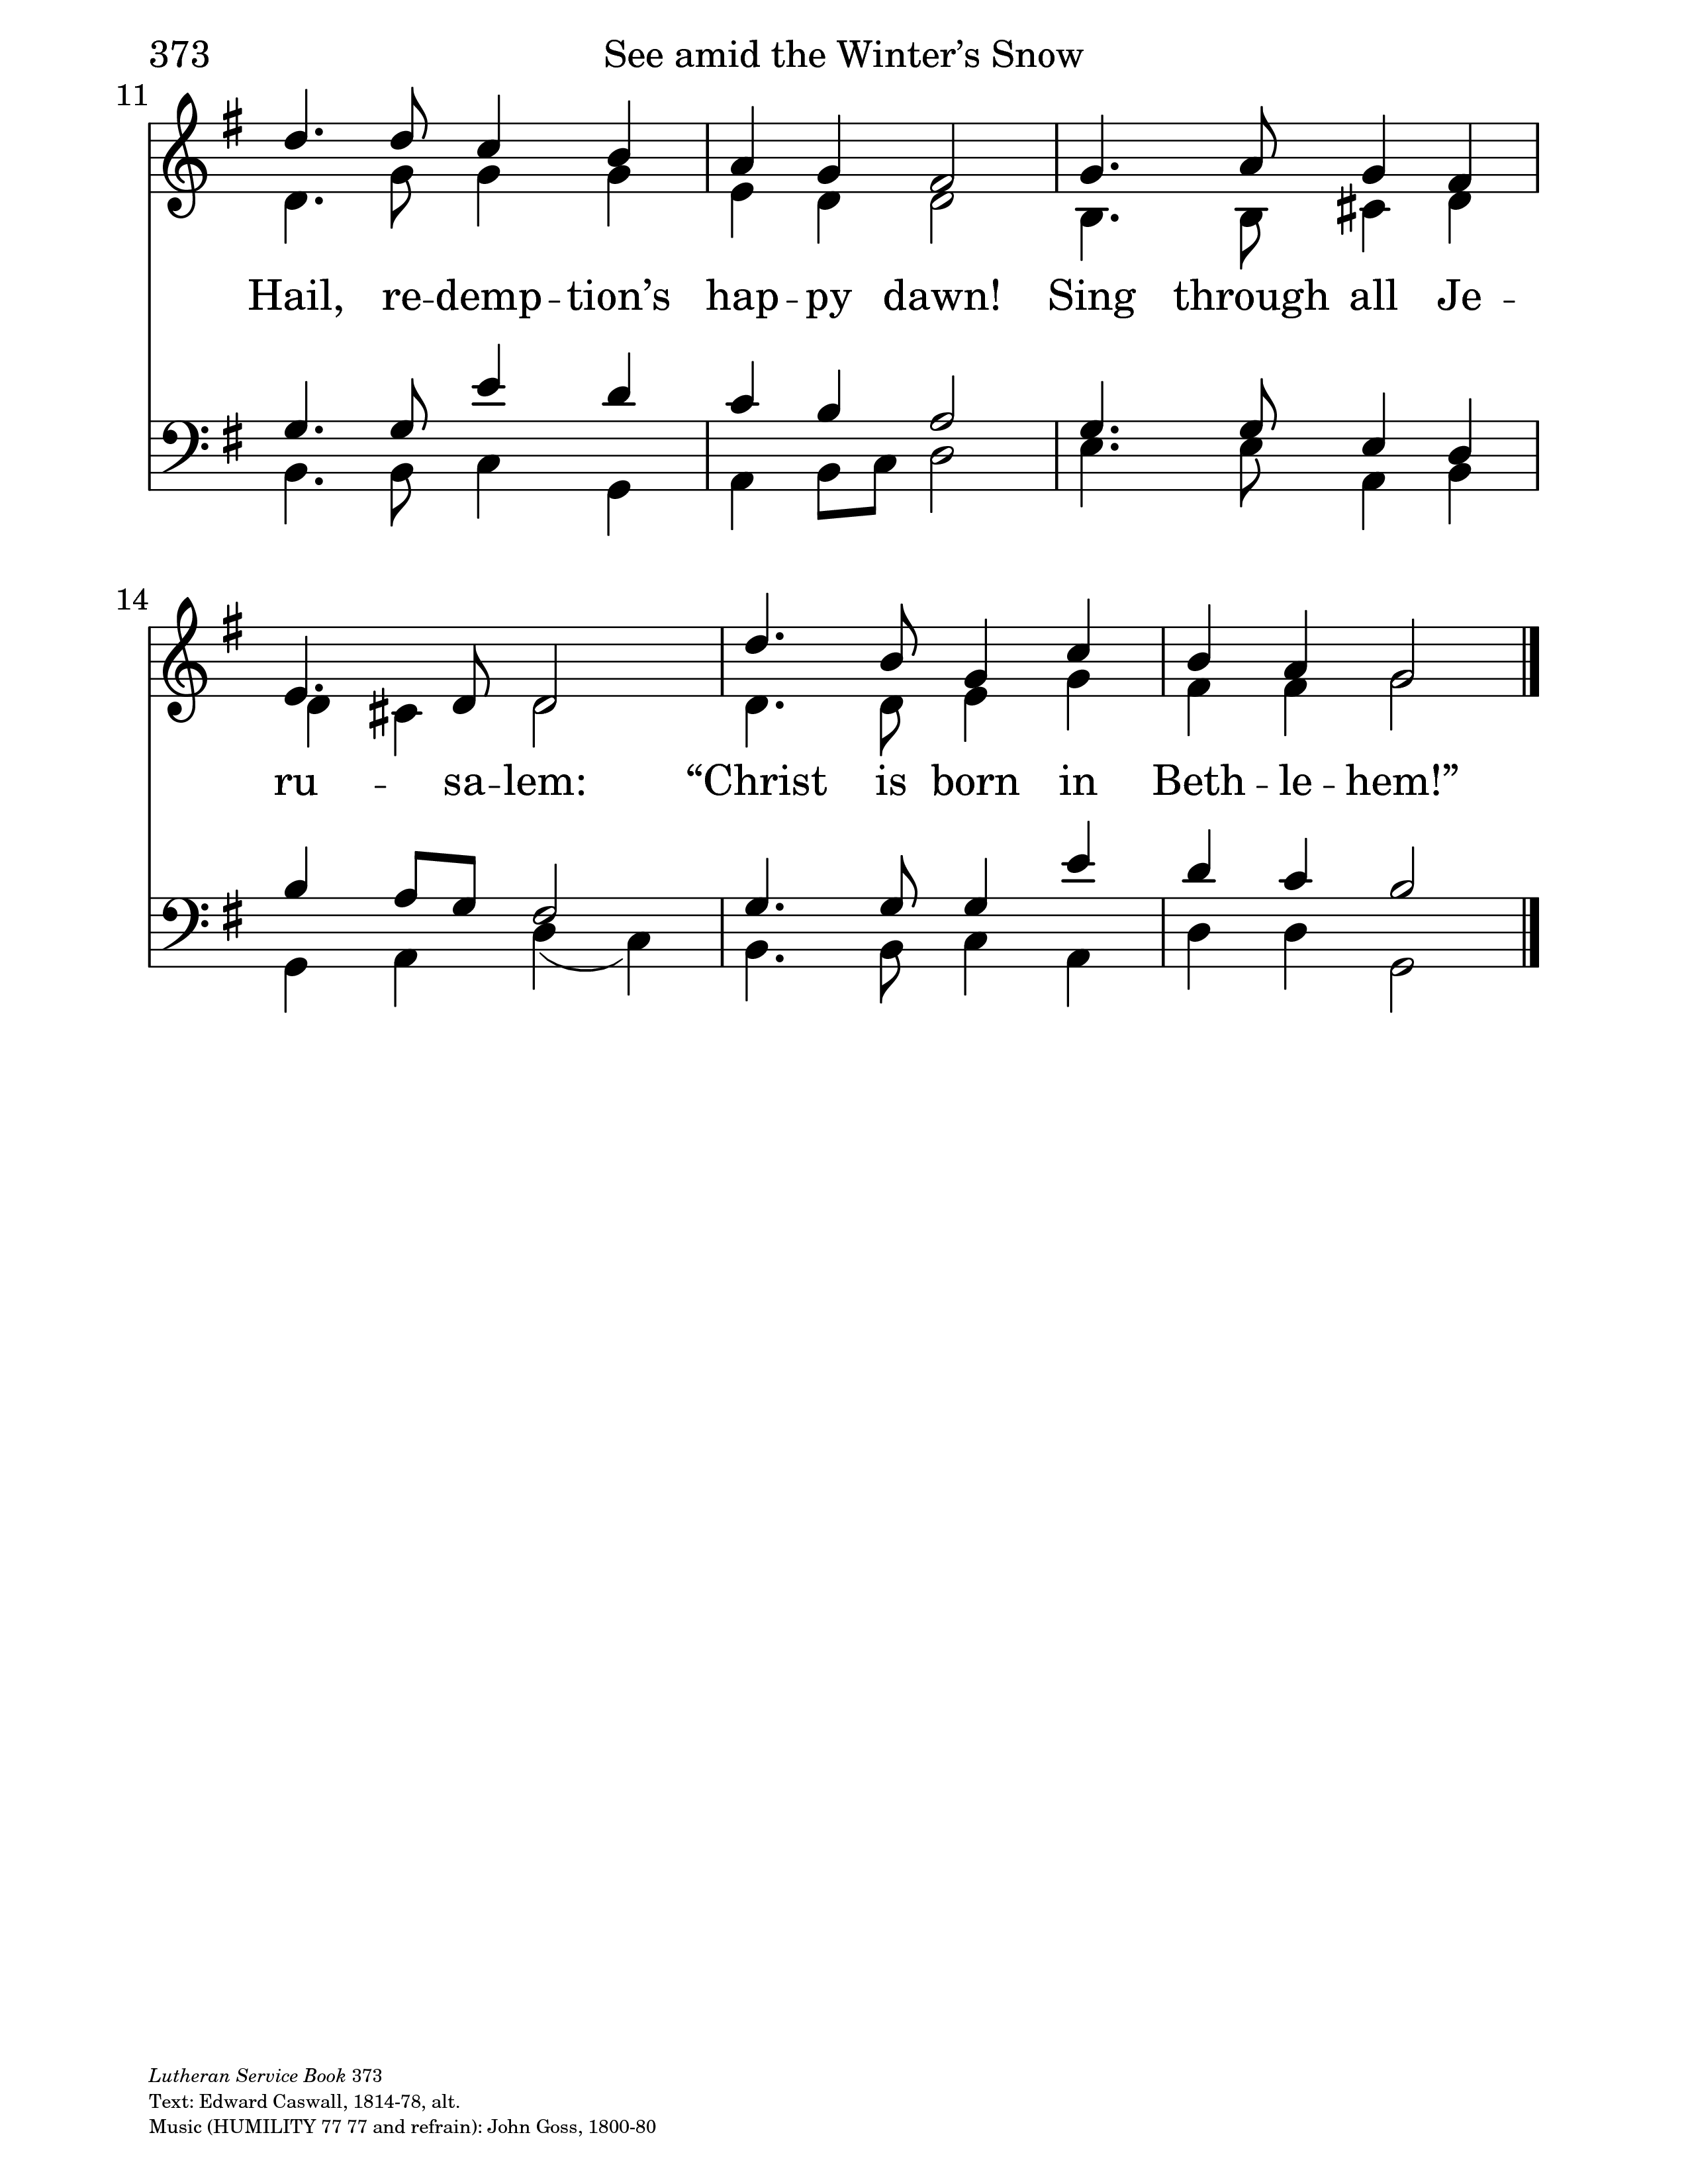 373 See amid the Winter’s Snow
11
Hail, re - demp - tion’s hap - py dawn! Sing through all Je -
14
ru - sa - lem: “Christ is born in Beth - le - hem!”
Lutheran Service Book 373
Text: Edward Caswall, 1814-78, alt.
Music (HUMILITY 77 77 and refrain): John Goss, 1800-80